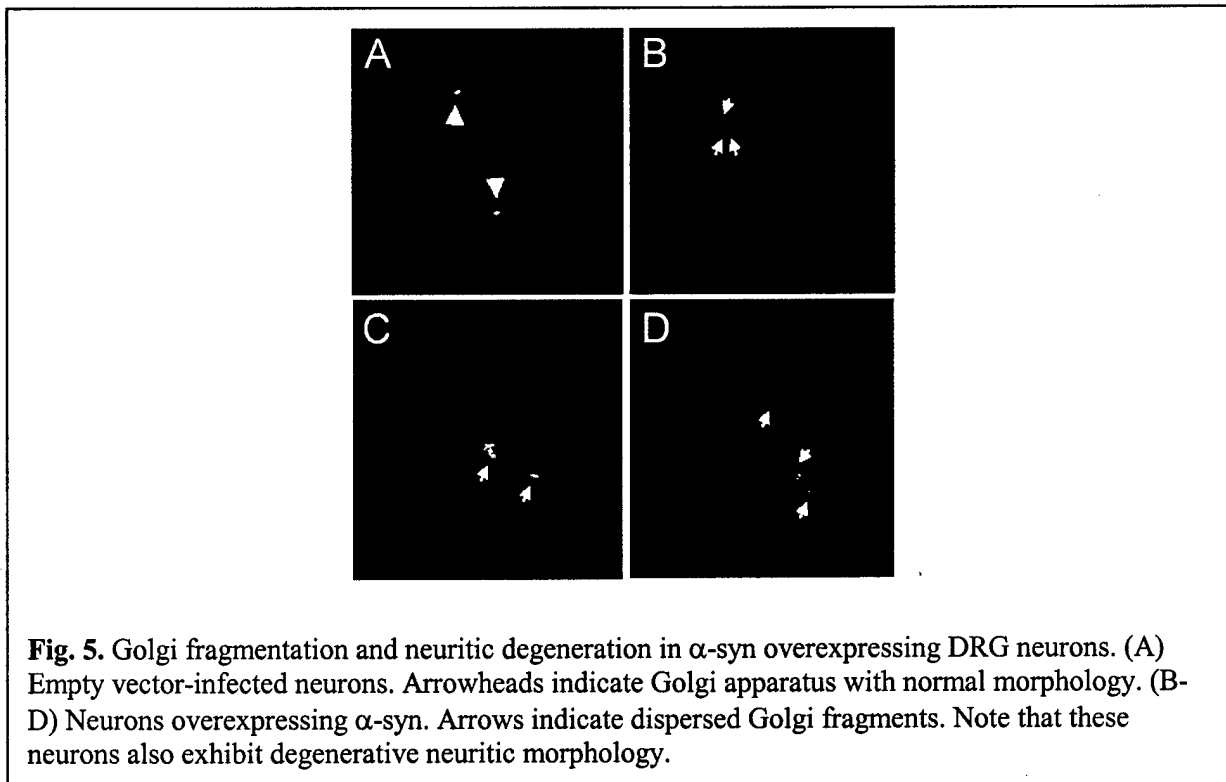 A
B
C
D
Fig. 5. Golgi fragmentation and neuritic degeneration in α-syn overexpressing DRG neurons. (A)
Empty vector-infected neurons. Arrowheads indicate Golgi apparatus with normal morphology. (B-
D) Neurons overexpressing α-syn. Arrows indicate dispersed Golgi fragments. Note that these
neurons also exhibit degenerative neuritic morphology.